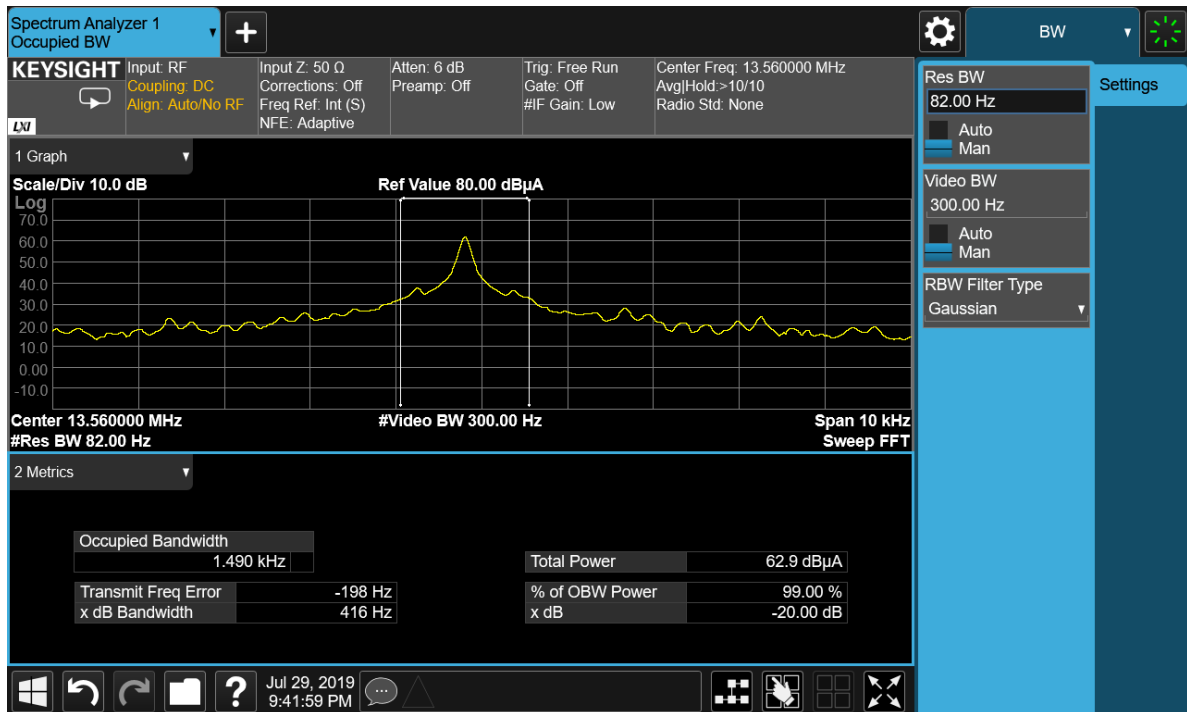 Spectrum Analyzer 1
Occupied BW
+
BW
KEYSIGHT
LXI
Input: RF
Coupling: DC
Align: Auto/No RF
Input Z: 50 Ω
Corrections: Off
Freq Ref: Int (S)
NFE: Adaptive
Atten: 6 dB
Preamp: Off
Trig: Free Run
Gate: Off
#IF Gain: Low
Center Freq: 13.560000 MHz
Avg|Hold:>10/10
Radio Std: None
1 Graph
Scale/Div 10.0 dB
Ref Value 80.00 dBµA
Log
70.0
60.0
50.0
40.0
30.0
20.0
10.0
0.00
-10.0
Center 13.560000 MHz
#Video BW 300.00 Hz
Span 10 kHz
#Res BW 82.00 Hz
Sweep FFT
2 Metrics
Occupied Bandwidth
1.490 kHz
Total Power 62.9 dBµA
Transmit Freq Error -198 Hz
% of OBW Power 99.00 %
x dB Bandwidth 416 Hz
x dB -20.00 dB
?
Jul 29, 2019
9:41:59 PM
Res BW
82.00 Hz
Auto
Man
Video BW
300.00 Hz
Auto
Man
RBW Filter Type
Gaussian
Settings